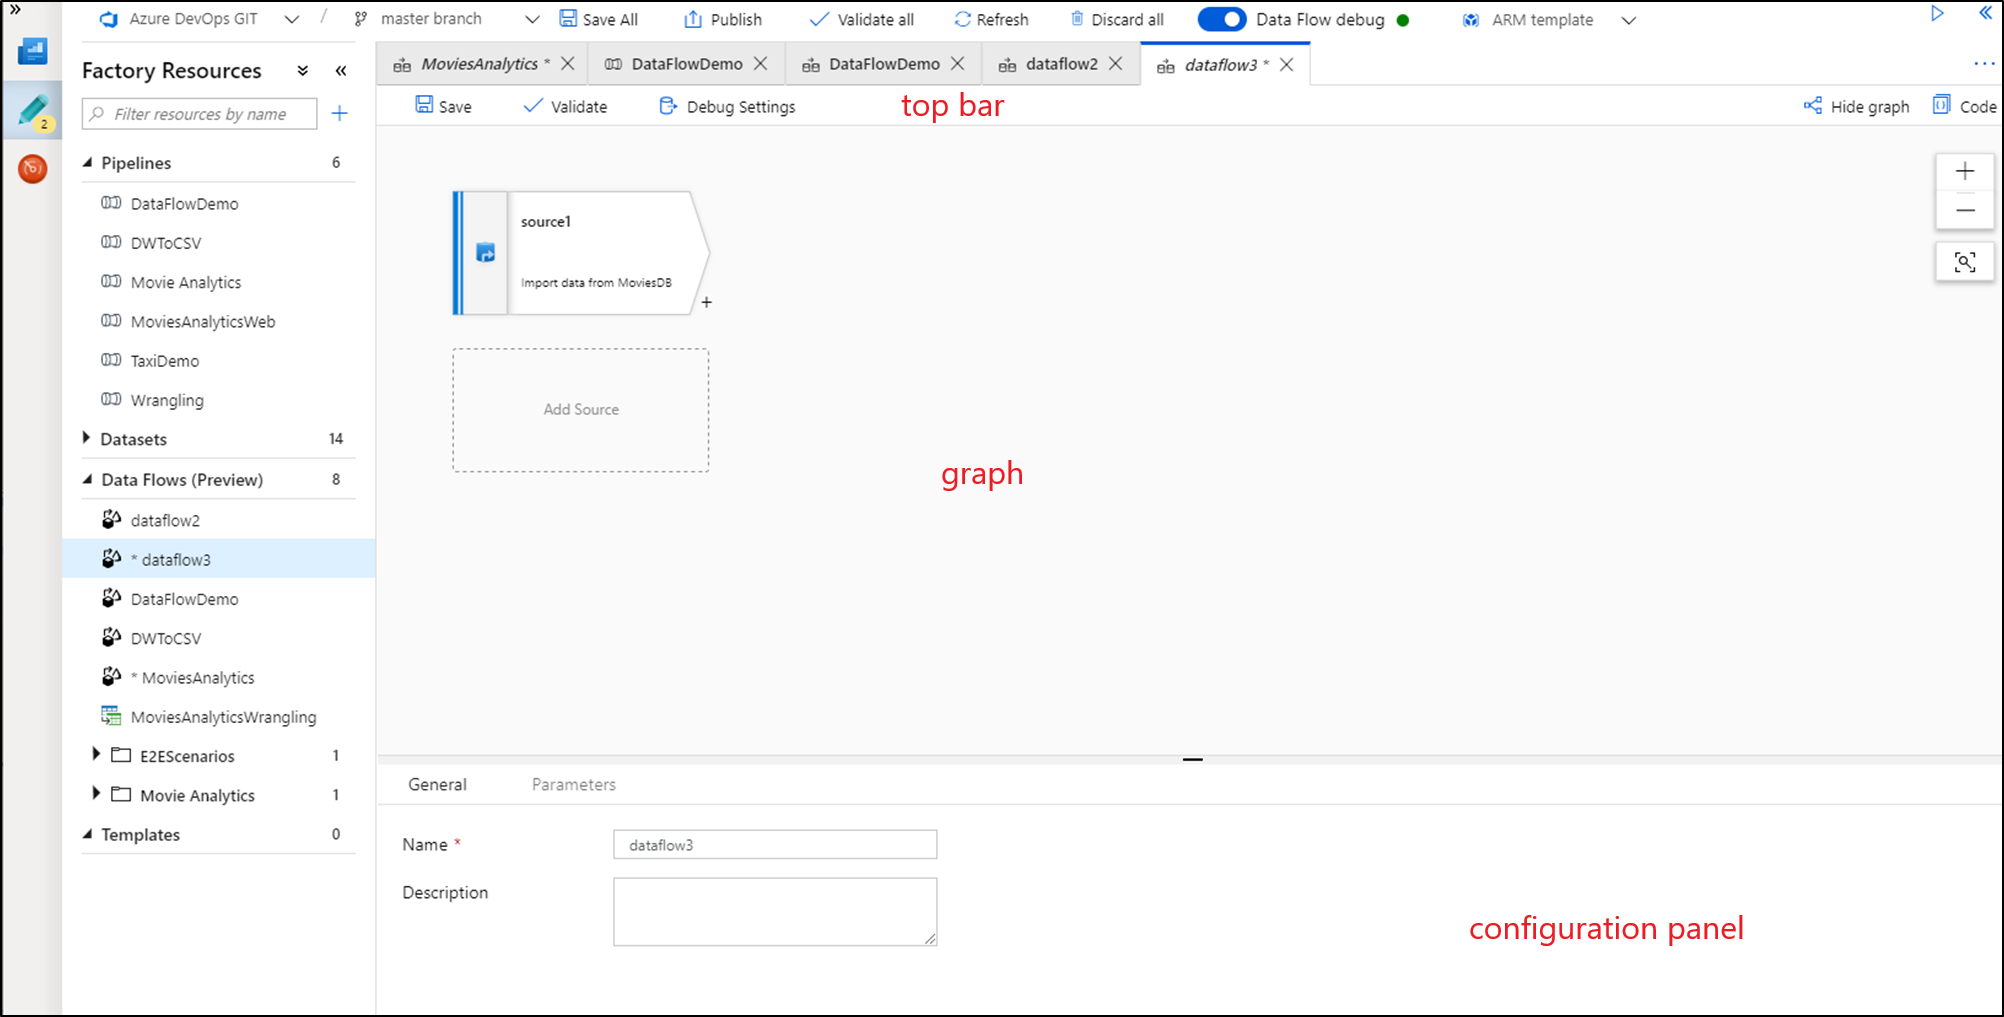 Azure DevOps GIT / master branch Save All Publish Validate all Refresh Discard all Data Flow debug ARM template
Factory Resources
MoviesAnalytics * DataFlowDemo DataFlowDemo dataflow2 dataflow3 *
Filter resources by name
2
Save Validate Debug Settings top bar Hide graph Code
Pipelines 6
DataFlowDemo
DWToCSV
Movie Analytics
MoviesAnalyticsWeb
TaxiDemo
Wrangling
Datasets 14
Data Flows (Preview) 8
dataflow2
* dataflow3
DataFlowDemo
DWToCSV
* MoviesAnalytics
MoviesAnalyticsWrangling
E2EScenarios 1
Movie Analytics 1
Templates 0
source1
Import data from MoviesDB
+
Add Source
graph
General Parameters
Name * dataflow3
Description
configuration panel